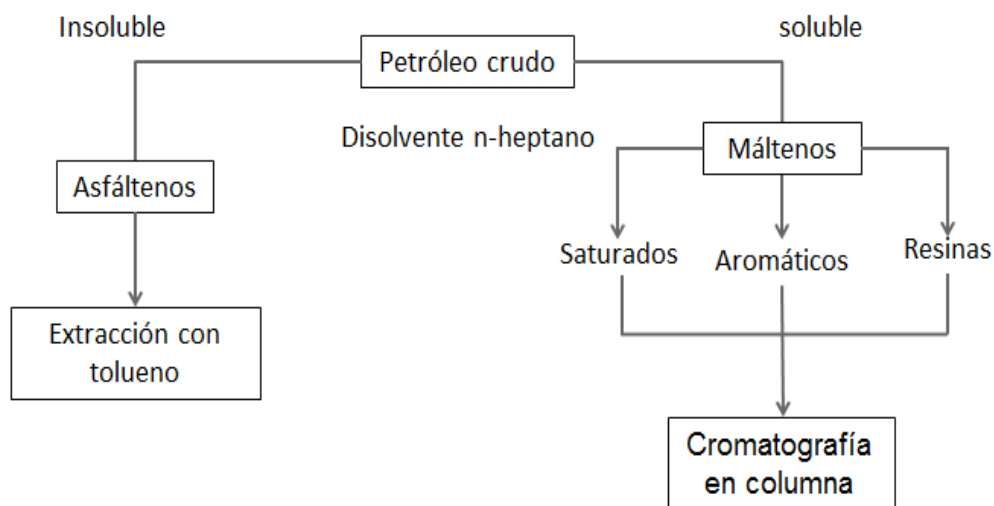 Insoluble
soluble
Petróleo crudo
Disolvente n-heptano
Máltenos
Asfáltenos
Saturados
Aromáticos
Resinas
Extracción con
tolueno
Cromatografía
en columna